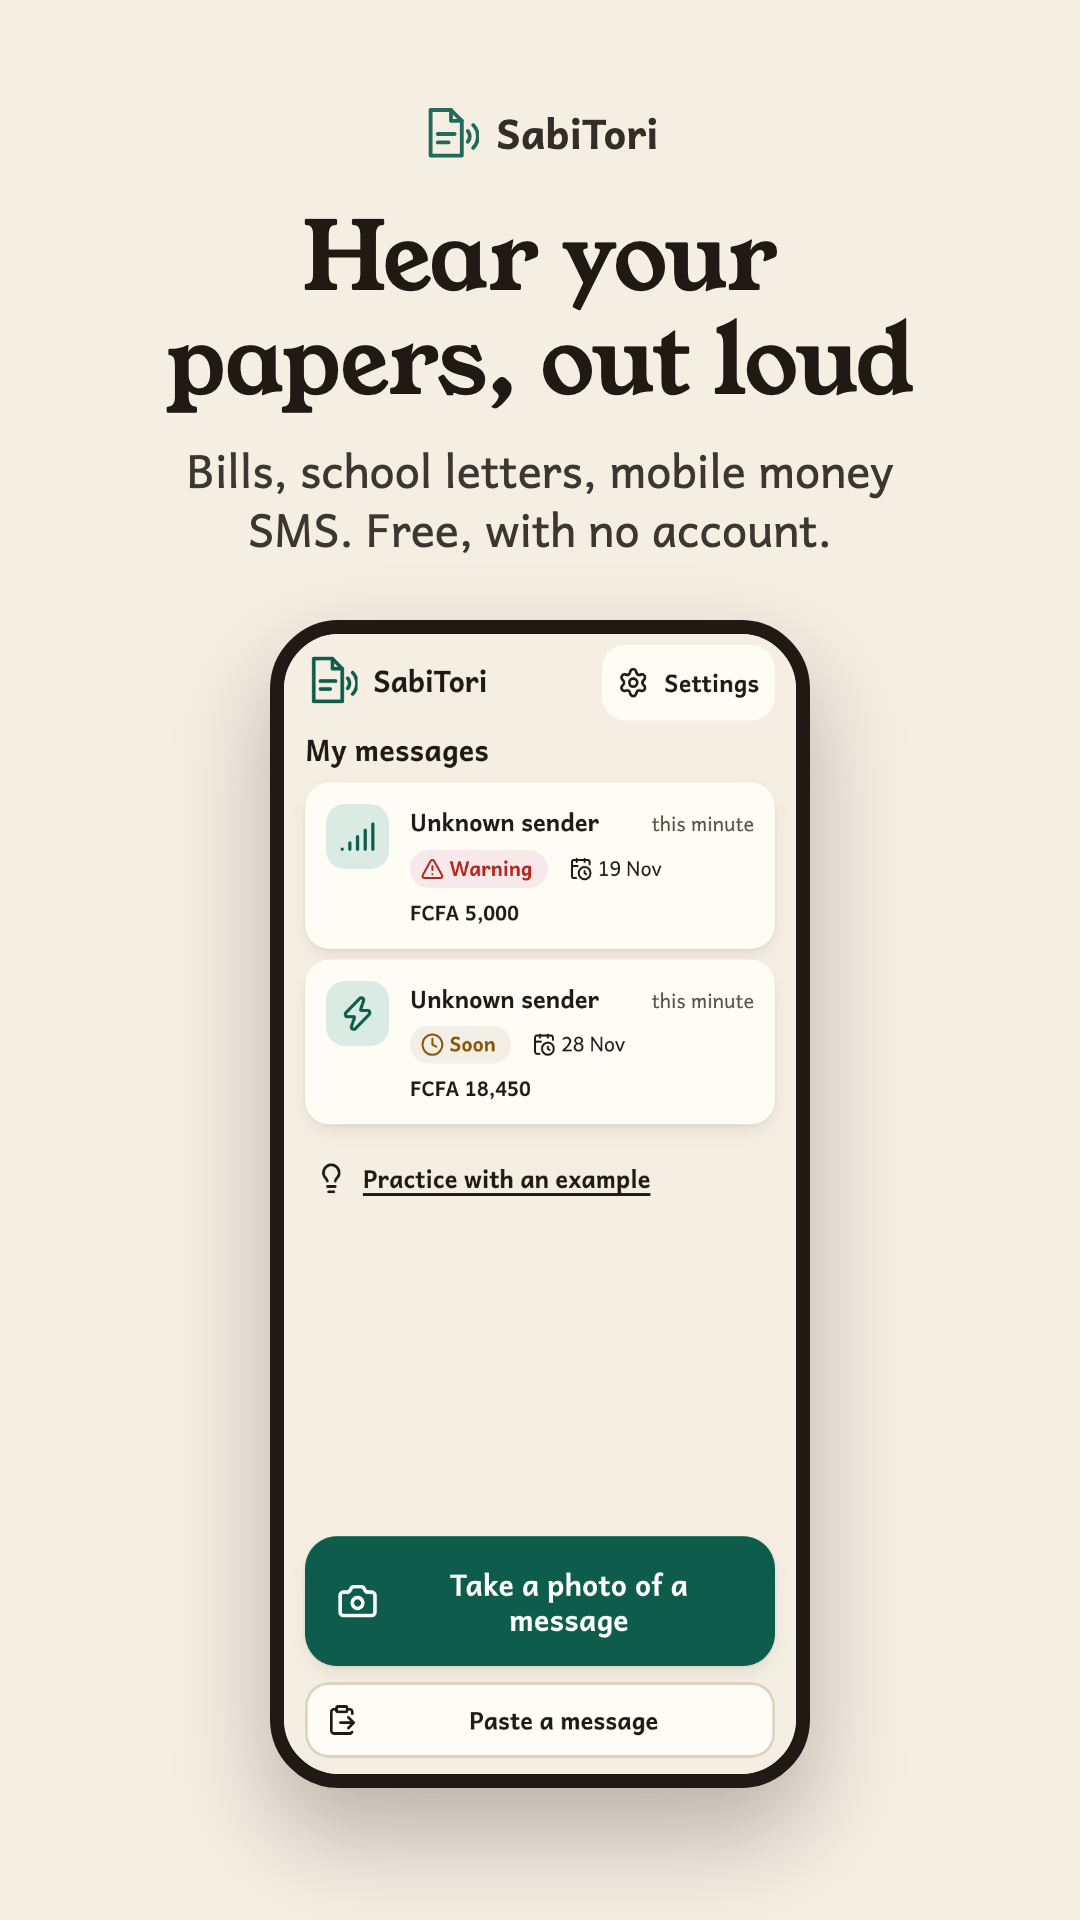 SabiTori
Hear your
papers, out loud
Bills, school letters, mobile money
SMS. Free, with no account.
SabiTori
Settings
My messages
Unknown sender
this minute
Warning
19 Nov
FCFA 5,000
Unknown sender
this minute
Soon
28 Nov
FCFA 18,450
Practice with an example
Take a photo of a
message
Paste a message